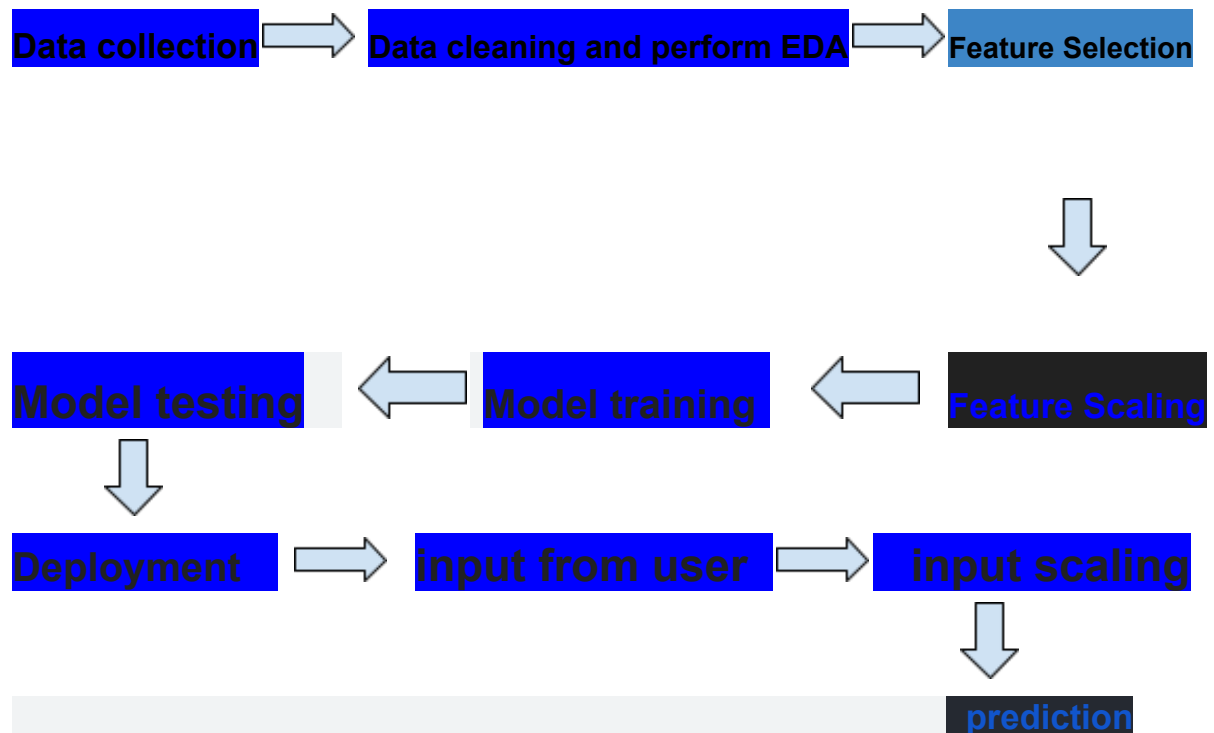 Data collection Data cleaning and perform EDA Feature Selection
Model testing Model training Feature Scaling
Deployment input from user input scaling
prediction